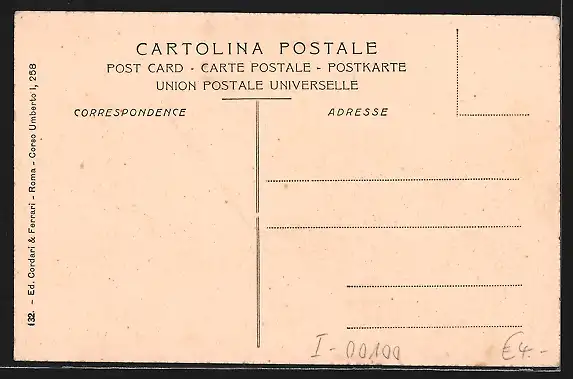 CARTOLINA POSTALE
POST CARD - CARTE POSTALE - POSTKARTE
UNION POSTALE UNIVERSELLE
CORRESPONDENCE
ADRESSE
132. - Ed. Cordari & Ferrari - Roma - Corso Umberto I, 258
I-00100
€4.-